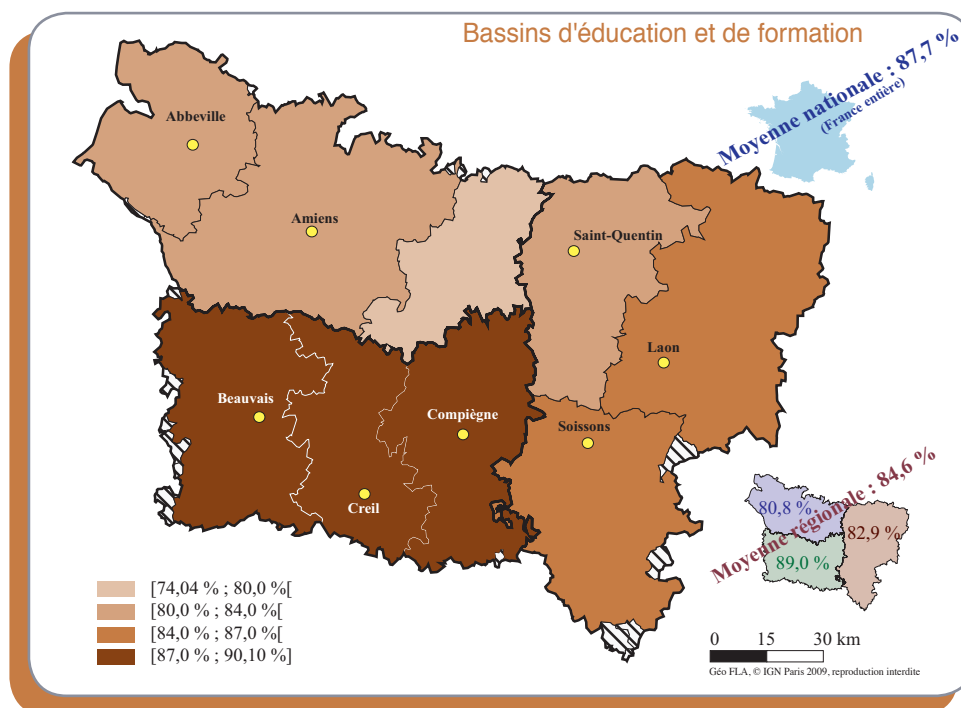 Bassins d'éducation et de formation
Moyenne nationale : 87,7 %
(France entière)
Abbeville
Amiens
Saint-Quentin
Laon
Beauvais
Compiègne
Soissons
Creil
Moyenne régionale : 84,6 %
80,8 %
82,9 %
89,0 %
[74,04 % ; 80,0 %[
[80,0 % ; 84,0 %[
[84,0 % ; 87,0 %[
[87,0 % ; 90,10 %]
0 15 30 km
Géo FLA, © IGN Paris 2009, reproduction interdite